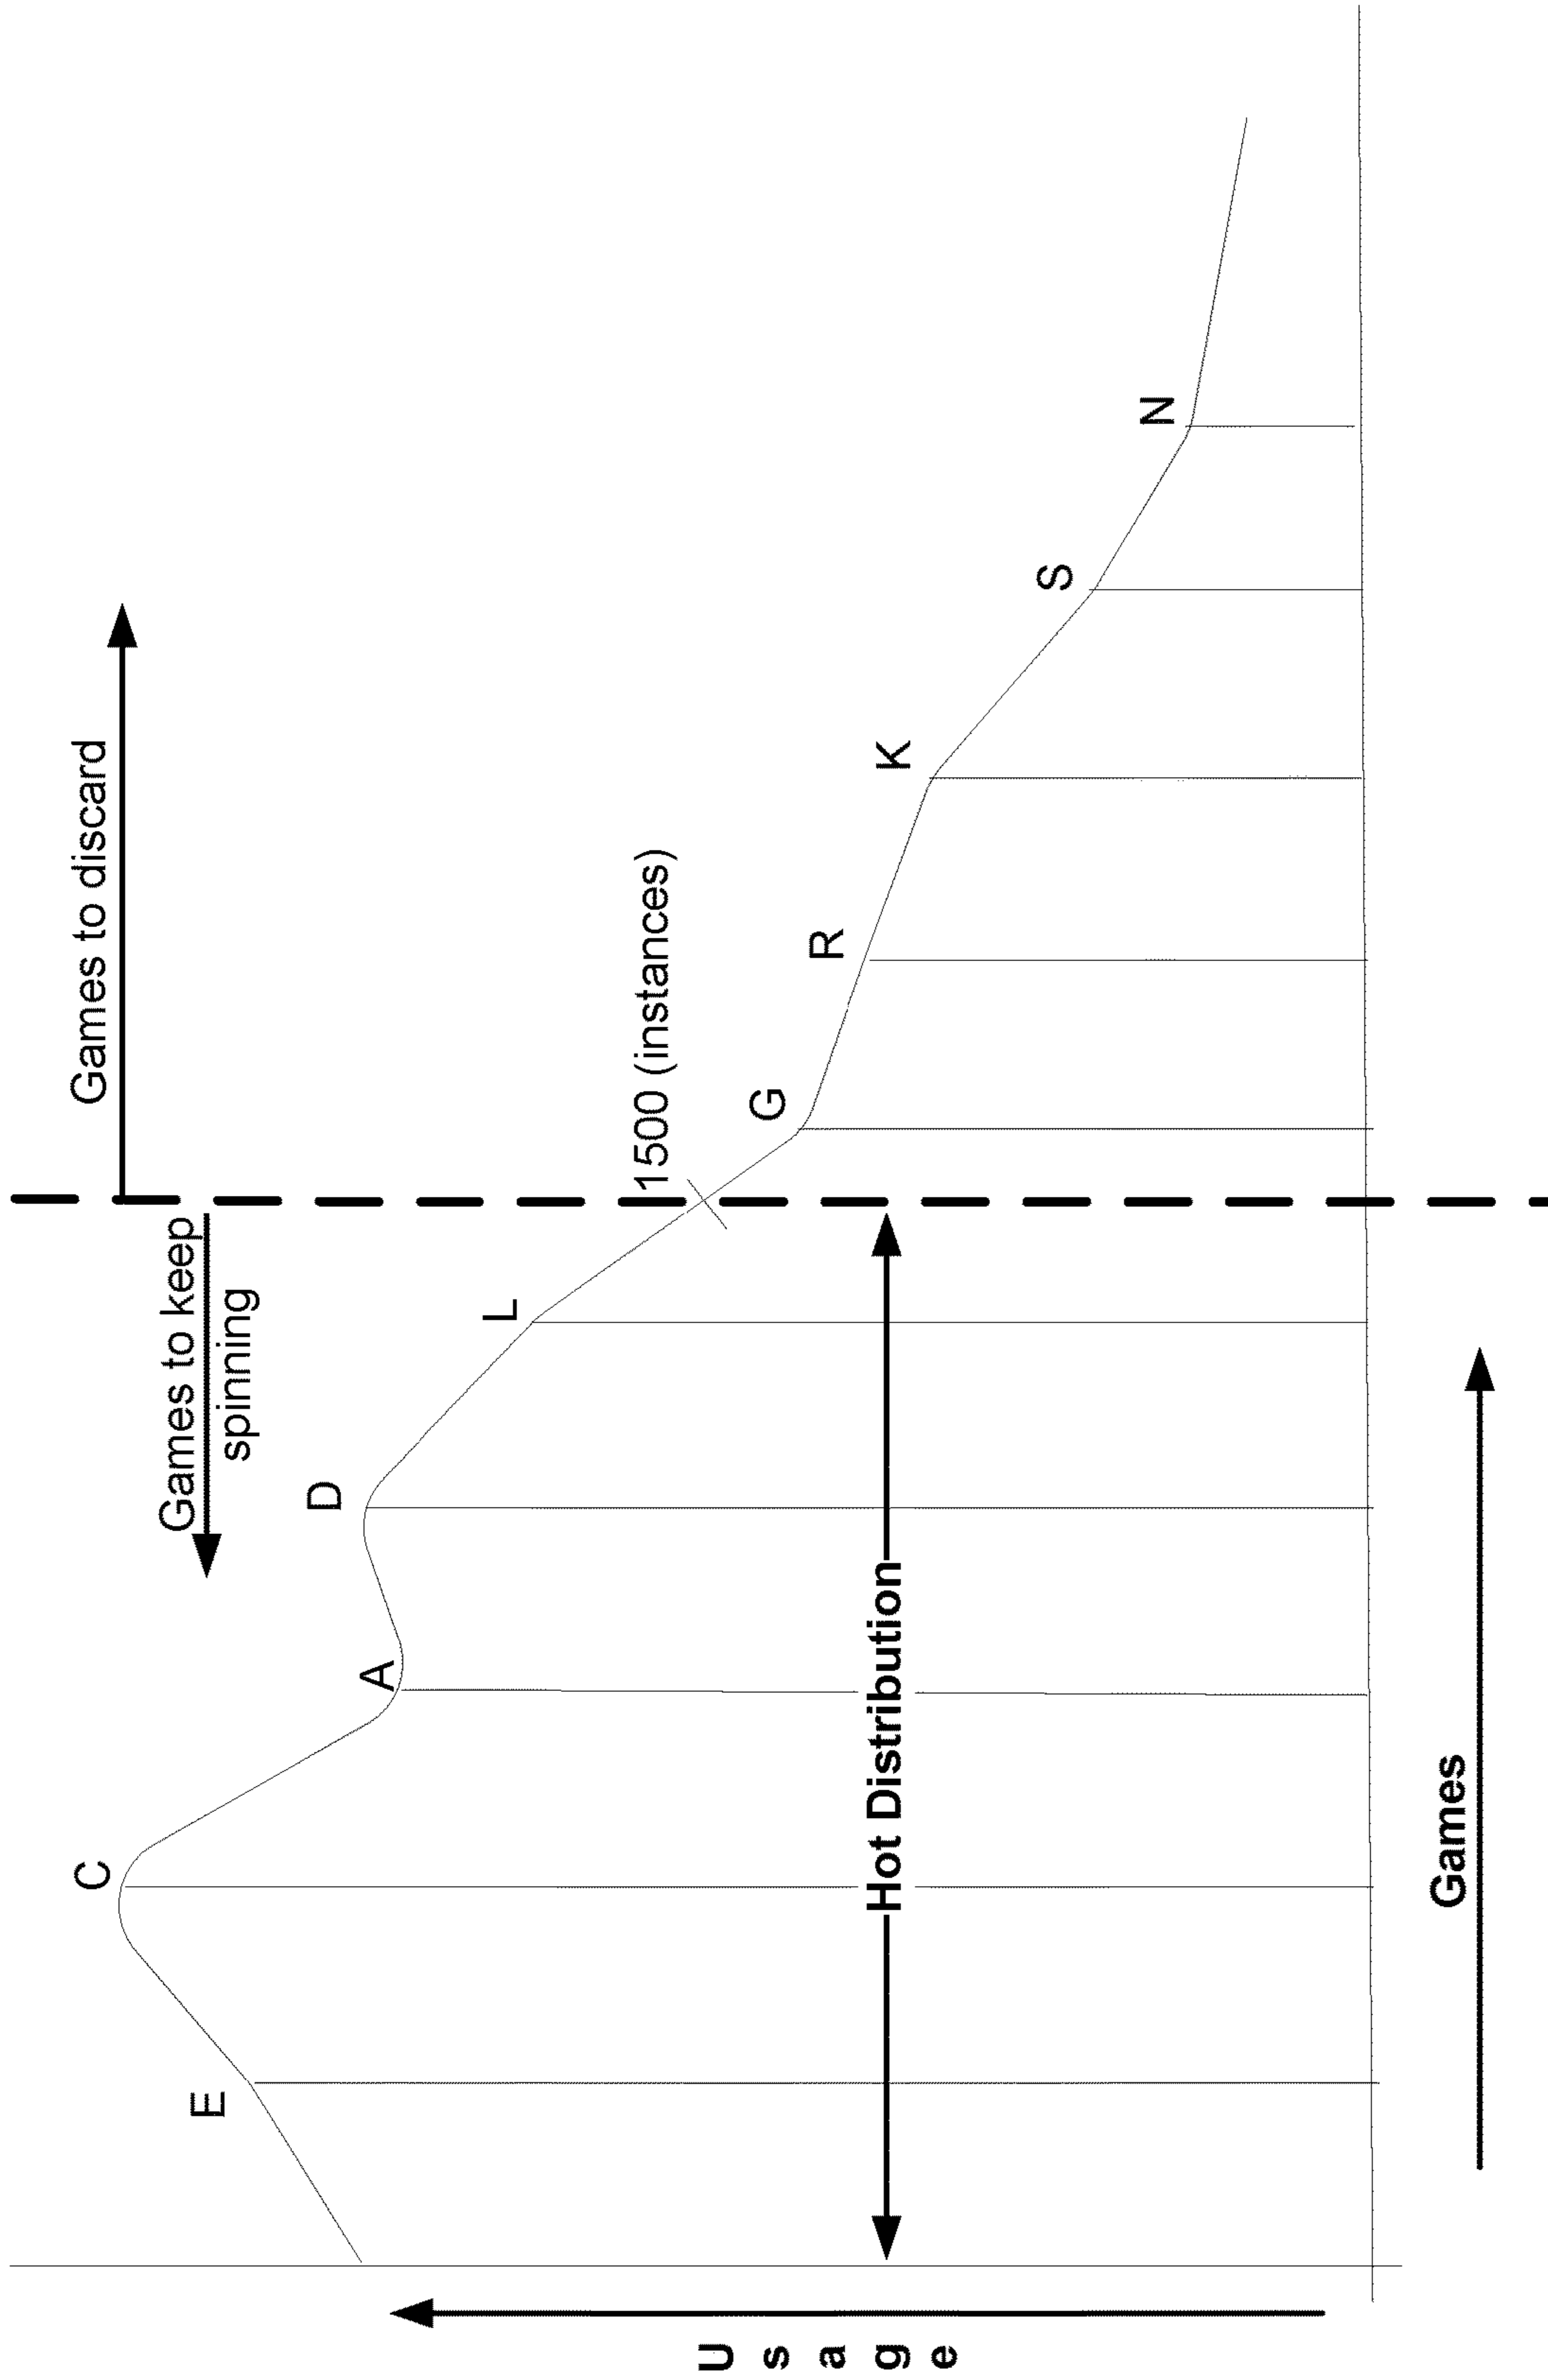 Games to discard
Games to keep
spinning
1500 (instances)
E
C
A
D
L
G
R
K
S
N
Hot Distribution
Usage
Games